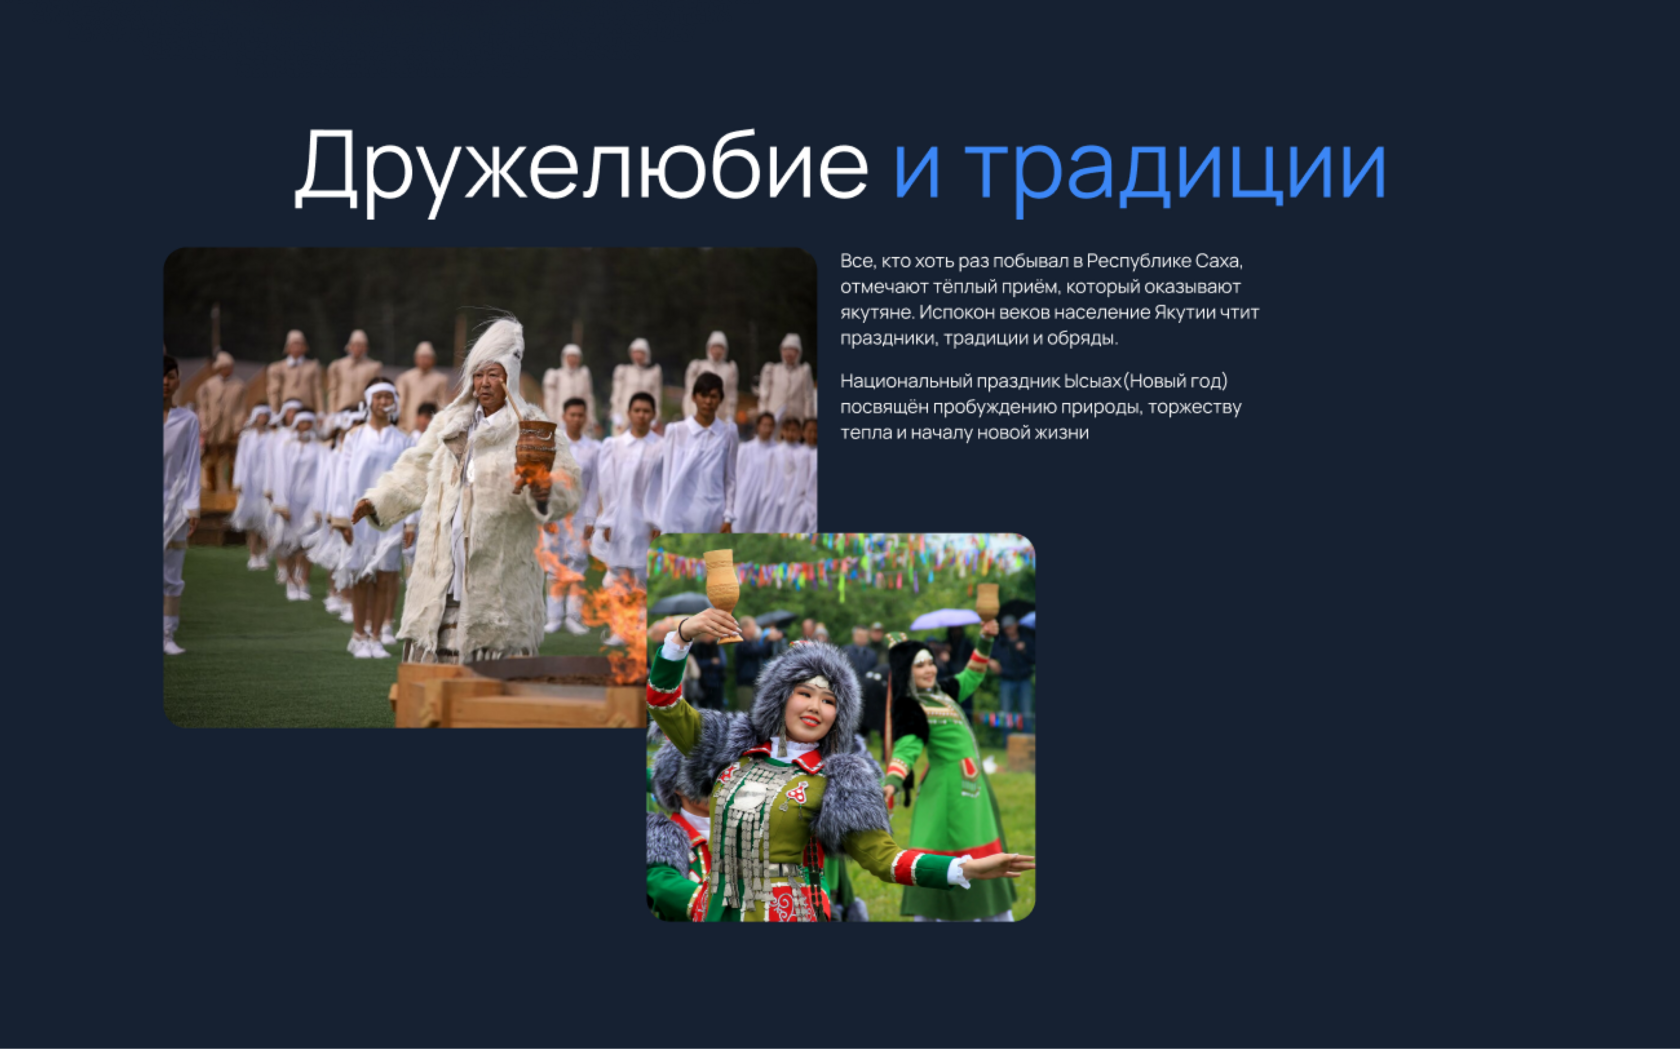 Дружелюбие и традиции
Все, кто хоть раз побывал в Республике Саха,
отмечают тёплый приём, который оказывают
якутяне. Испокон веков население Якутии чтит
праздники, традиции и обряды.
Национальный праздник Ысыах(Новый год)
посвящён пробуждению природы, торжеству
тепла и началу новой жизни